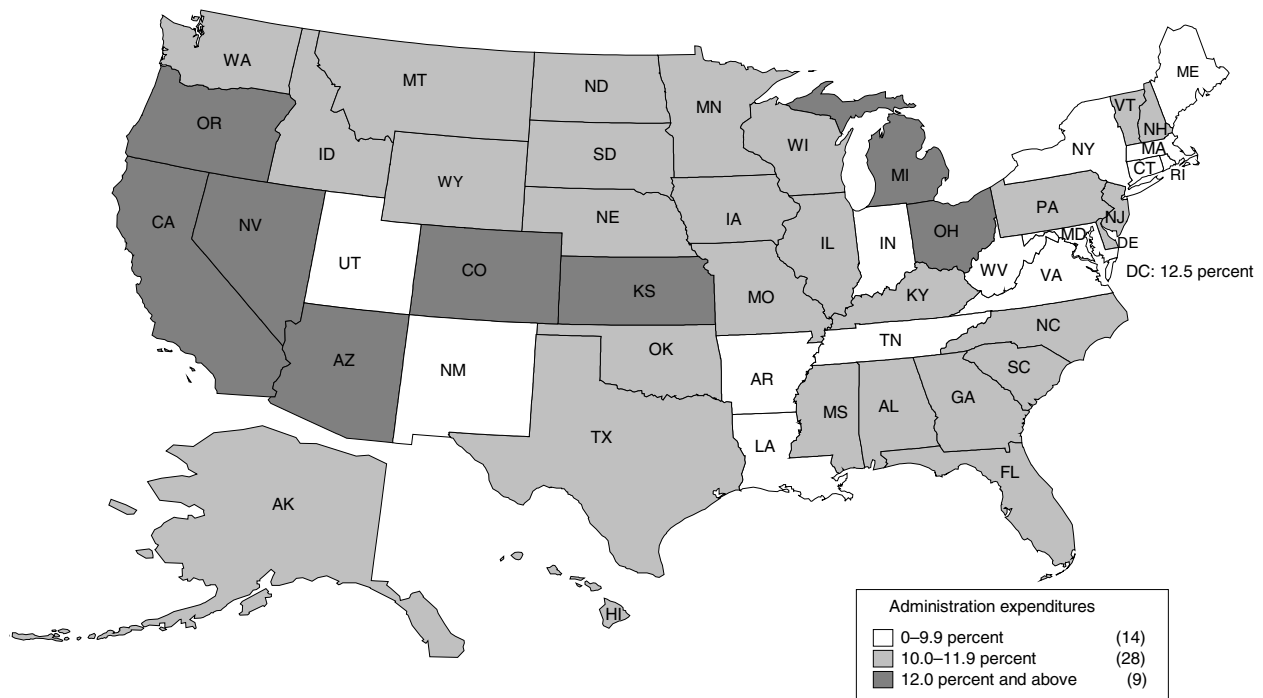 WA
MT
ND
MN
ME
VT
NH
OR
ID
SD
WI
NY
MA
CT
RI
WY
MI
CA
NV
NE
IA
PA
NJ
UT
CO
IL
IN
OH
MD
DE
WV
VA
DC: 12.5 percent
KS
MO
KY
NC
AZ
NM
OK
TN
SC
AR
MS
AL
GA
TX
LA
FL
AK
HI
Administration expenditures
0–9.9 percent (14)
10.0–11.9 percent (28)
12.0 percent and above (9)